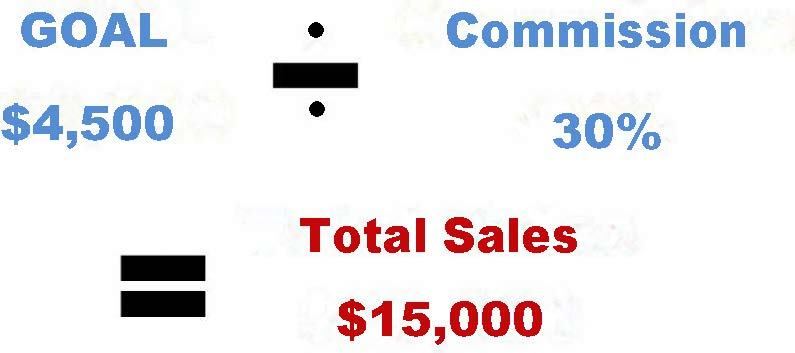 GOAL ÷ Commission
$4,500 30%
= Total Sales
$15,000